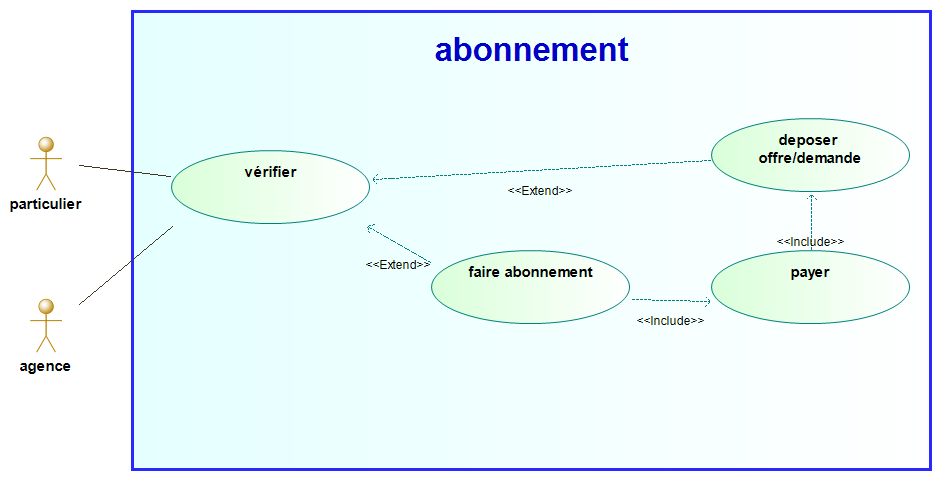 abonnement
deposer
offre/demande
vérifier
particulier
<<Extend>>
<<Include>>
<<Extend>>
faire abonnement
payer
<<Include>>
agence